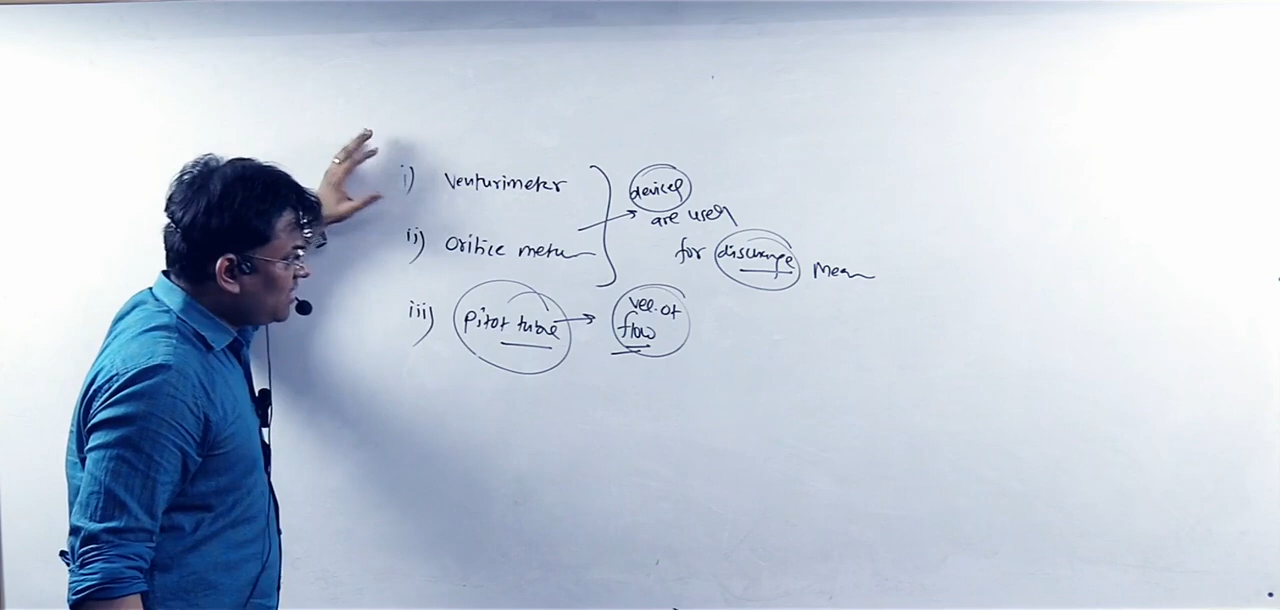 i) Venturimeter
devices
are used
ii) Orifice meter
for discharge Mean
iii) Pitot tube → vel. of
flow